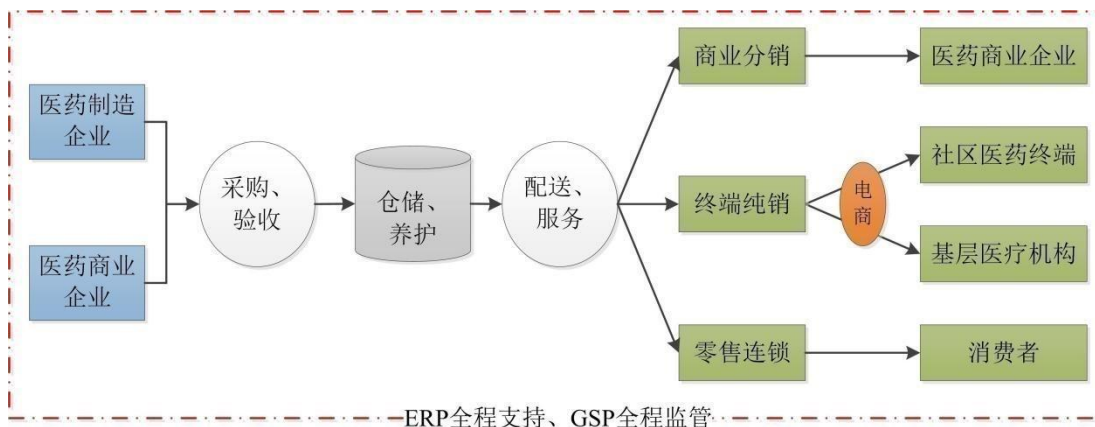 医药制造
企业
医药商业
企业
采购、
验收
仓储、
养护
配送、
服务
商业分销
医药商业企业
终端纯销
电
商
社区医药终端
基层医疗机构
零售连锁
消费者
ERP全程支持、GSP全程监管